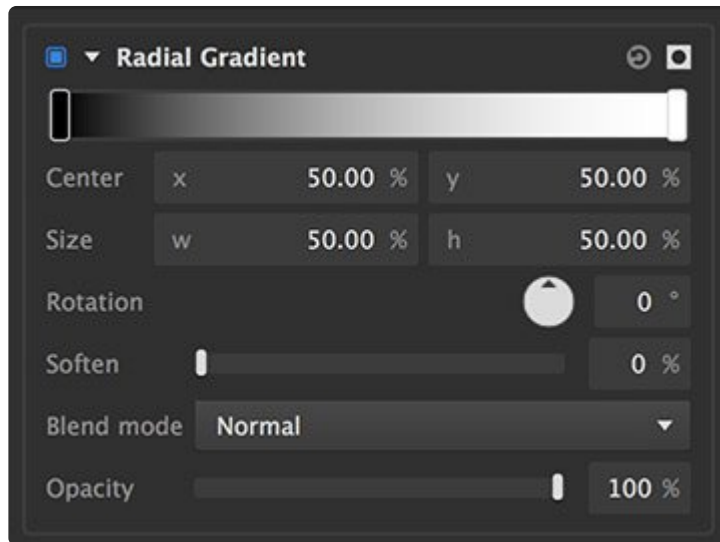 Radial Gradient
Center x 50.00 % y 50.00 %
Size w 50.00 % h 50.00 %
Rotation 0 °
Soften 0 %
Blend mode Normal
Opacity 100 %